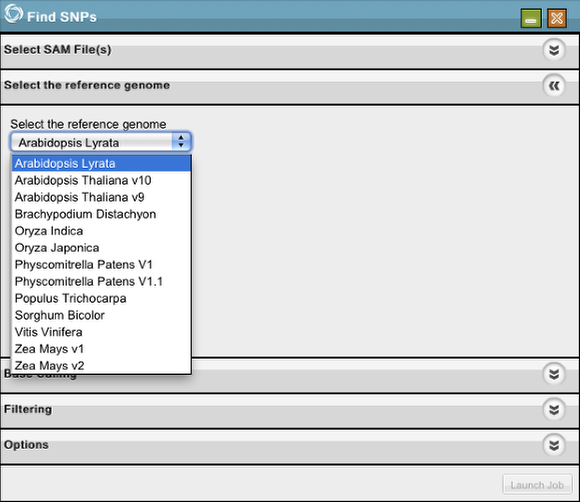 Find SNPs
Select SAM File(s)
Select the reference genome
Select the reference genome
Arabidopsis Lyrata
Arabidopsis Lyrata
Arabidopsis Thaliana v10
Arabidopsis Thaliana v9
Brachypodium Distachyon
Oryza Indica
Oryza Japonica
Physcomitrella Patens V1
Physcomitrella Patens V1.1
Populus Trichocarpa
Sorghum Bicolor
Vitis Vinifera
Zea Mays v1
Zea Mays v2
Base Calling
Filtering
Options
Launch Job